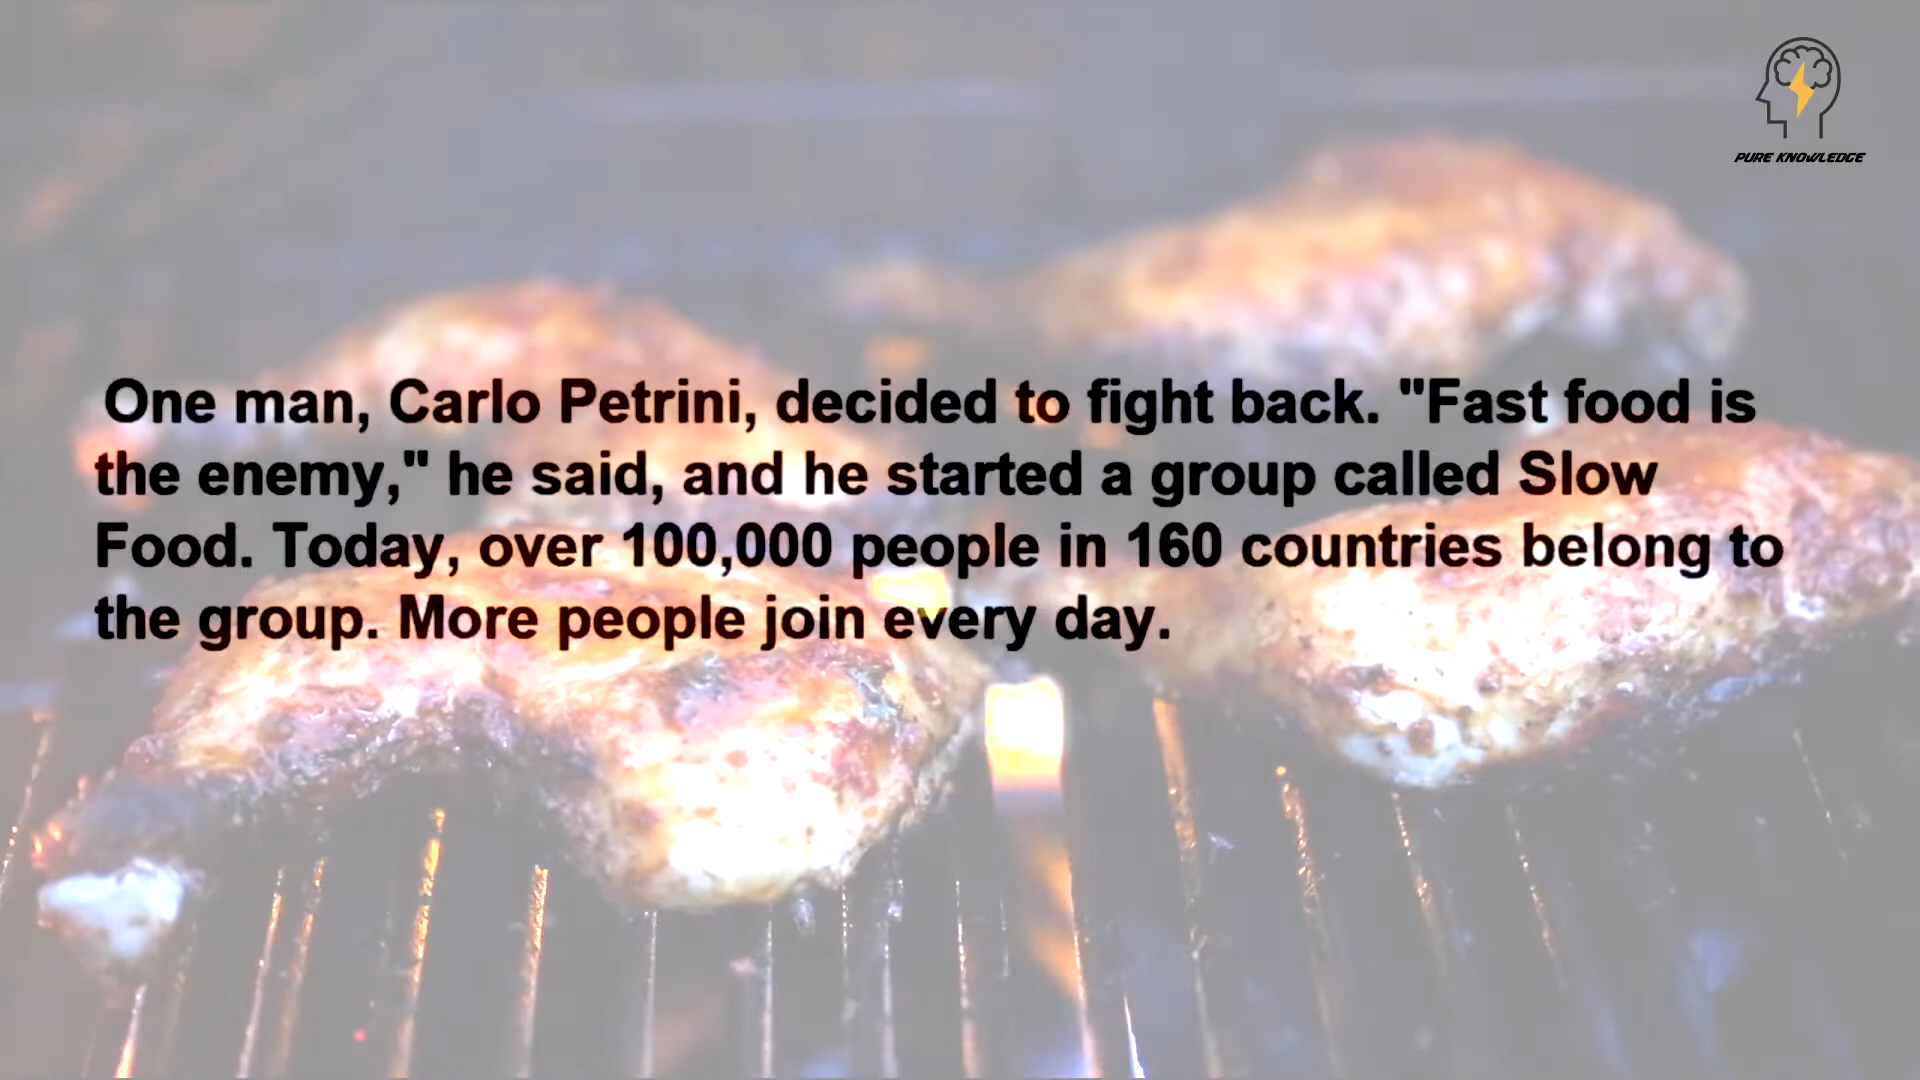 PURE KNOWLEDGE
One man, Carlo Petrini, decided to fight back. "Fast food is
the enemy," he said, and he started a group called Slow
Food. Today, over 100,000 people in 160 countries belong to
the group. More people join every day.